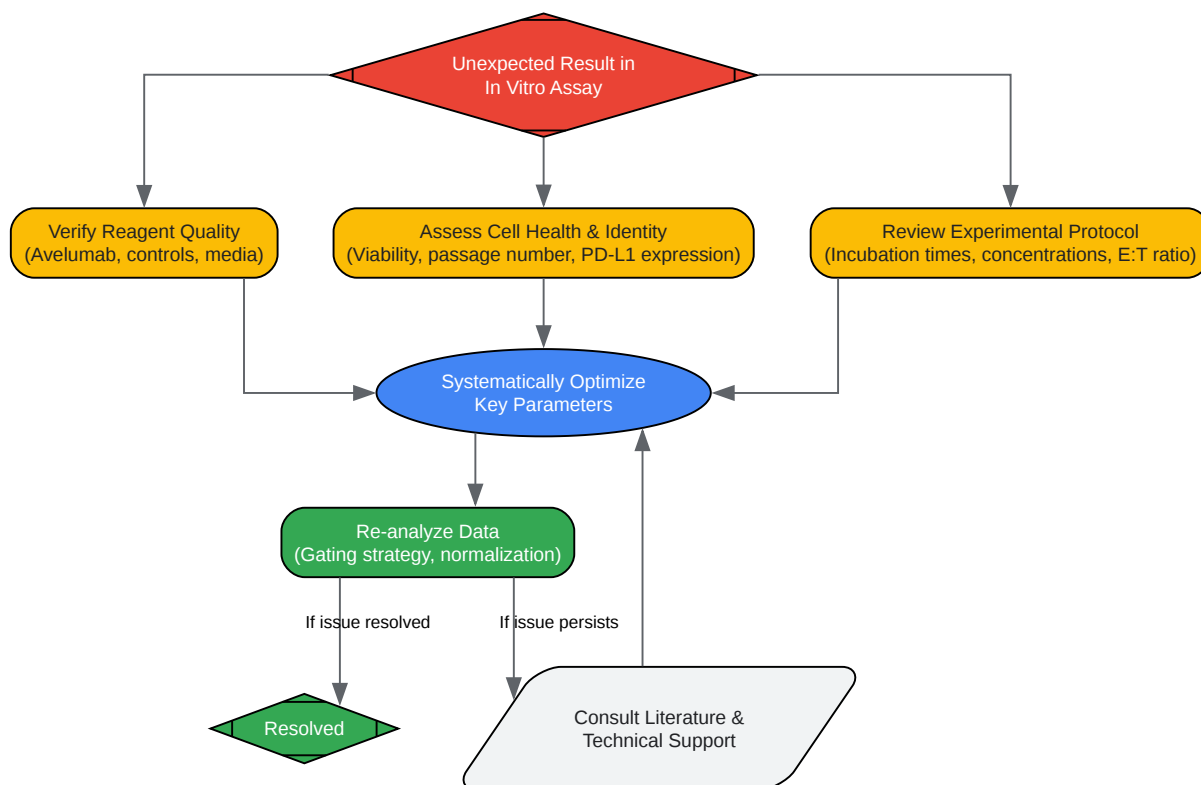 Unexpected Result in
In Vitro Assay
Verify Reagent Quality
(Avelumab, controls, media)
Assess Cell Health & Identity
(Viability, passage number, PD-L1 expression)
Review Experimental Protocol
(Incubation times, concentrations, E:T ratio)
Systematically Optimize
Key Parameters
Re-analyze Data
(Gating strategy, normalization)
If issue resolved
If issue persists
Resolved
Consult Literature &
Technical Support